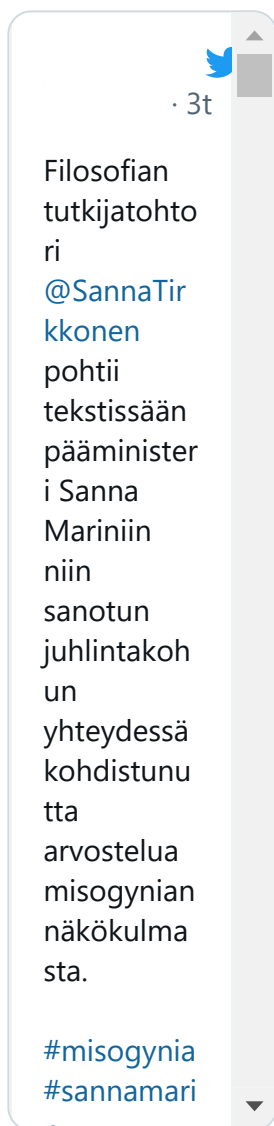 · 3t
Filosofian
tutkijatohto
ri
@SannaTir
kkonen
pohtii
tekstissään
pääminister
i Sanna
Mariniin
niin
sanotun
juhlintakoh
un
yhteydessä
kohdistunu
tta
arvostelua
misogynian
näkökulma
sta.
#misogynia
#sannamari